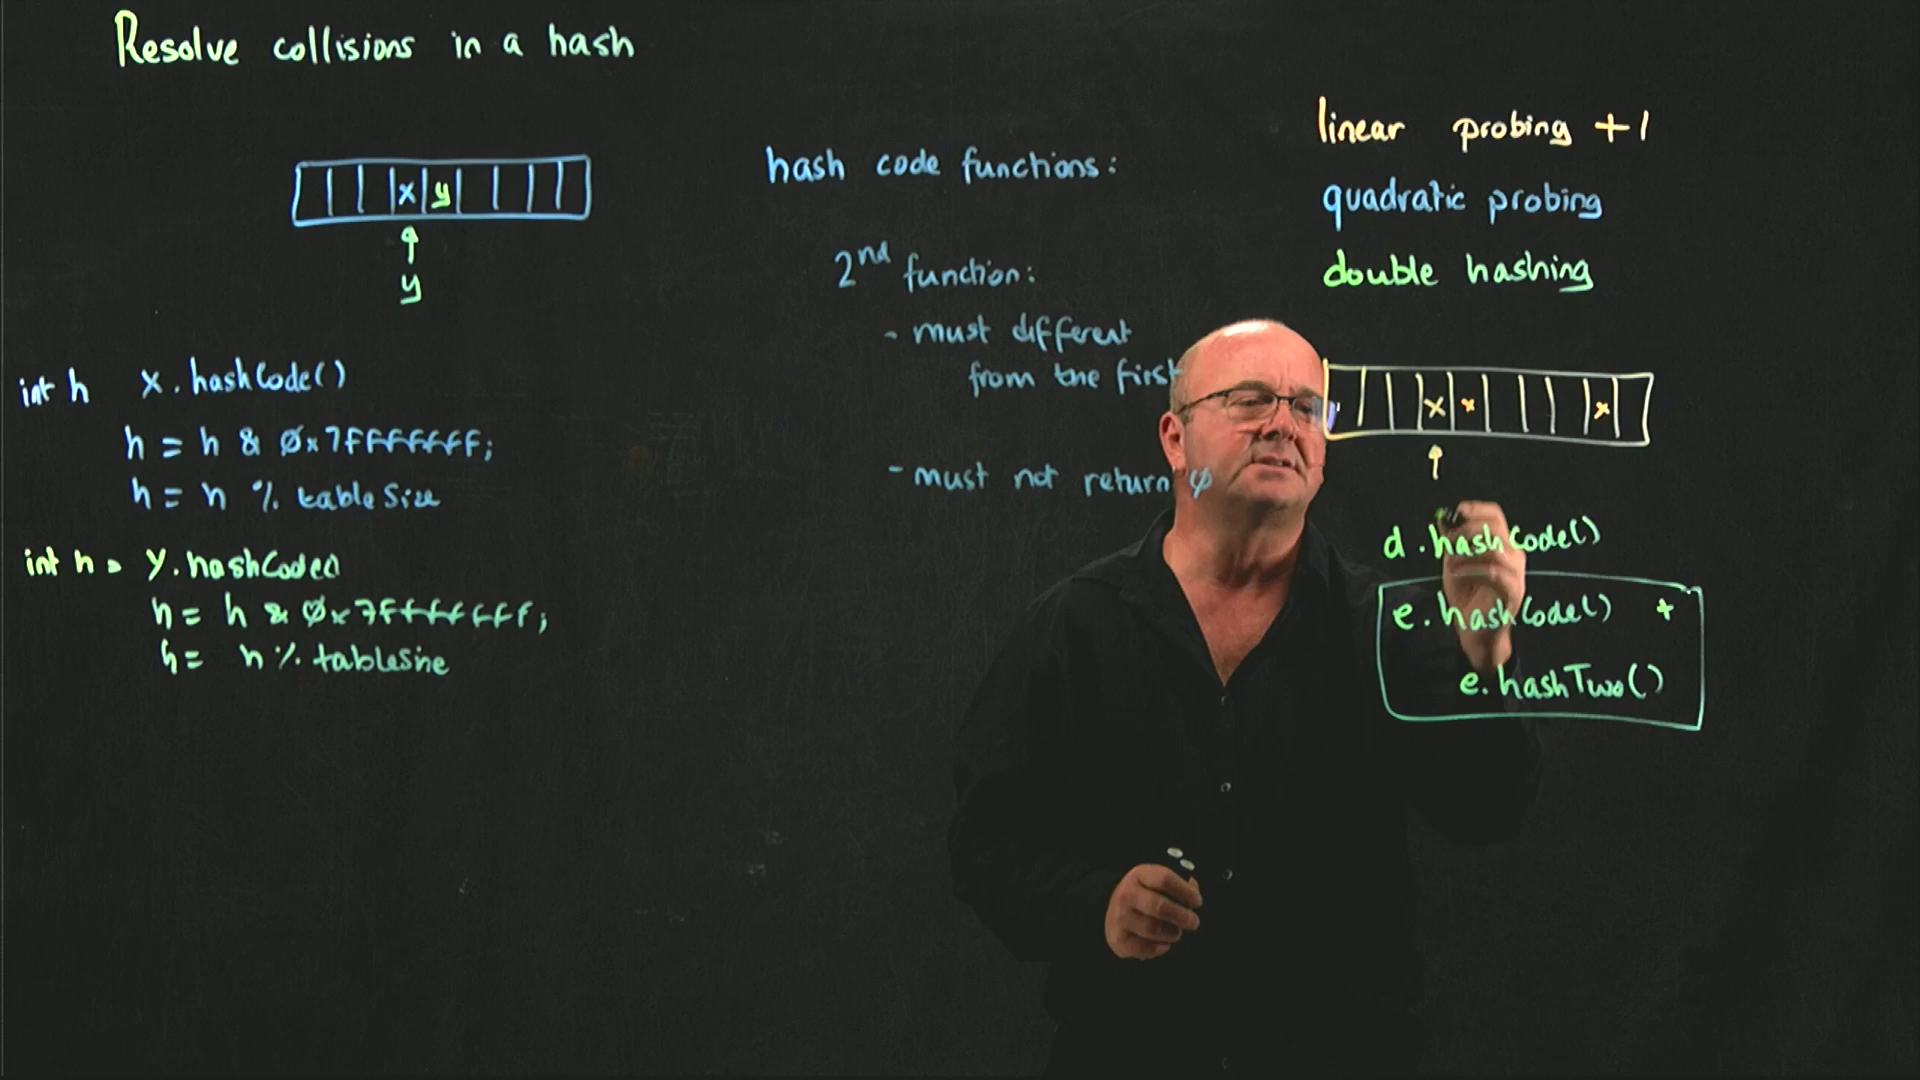 Resolve collisions in a hash
x y
y
int h x.hashCode()
h = h & 0x7FFFFFFF;
h = h % tableSize
int h = y.hashCode()
h = h & 0x7fffffff;
h = h % tableSize
hash code functions:
2nd function:
- must different
from the first
- must not return φ
linear probing +1
quadratic probing
double hashing
x x x
d.hashCode()
e.hashCode() +
e.hashTwo()